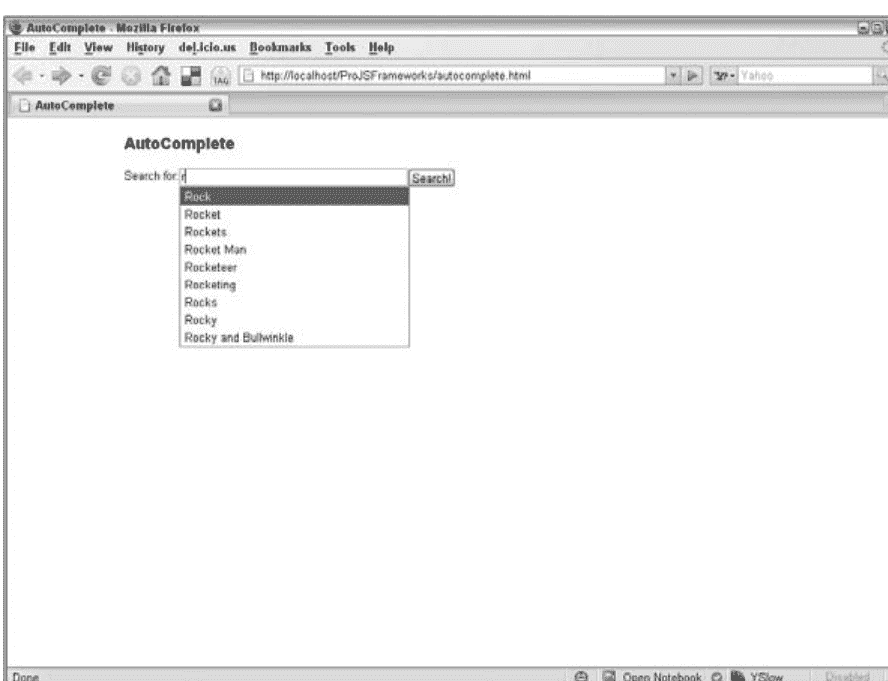 AutoComplete - Mozilla Firefox
File Edit View History del.icio.us Bookmarks Tools Help
TAG http://localhost/ProJSFrameworks/autocomplete.html Yahoo
AutoComplete
AutoComplete
Search for: r Search!
Rock
Rocket
Rockets
Rocket Man
Rocketeer
Rocketing
Rocks
Rocky
Rocky and Bullwinkle
Done Open Notebook YSlow Disabled